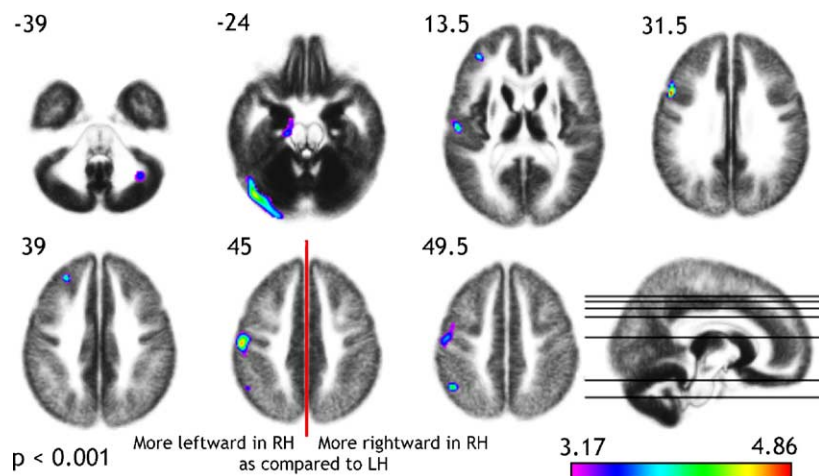 -39 -24 13.5 31.5
39 45 49.5
More leftward in RH More rightward in RH
as compared to LH
p < 0.001
3.17 4.86